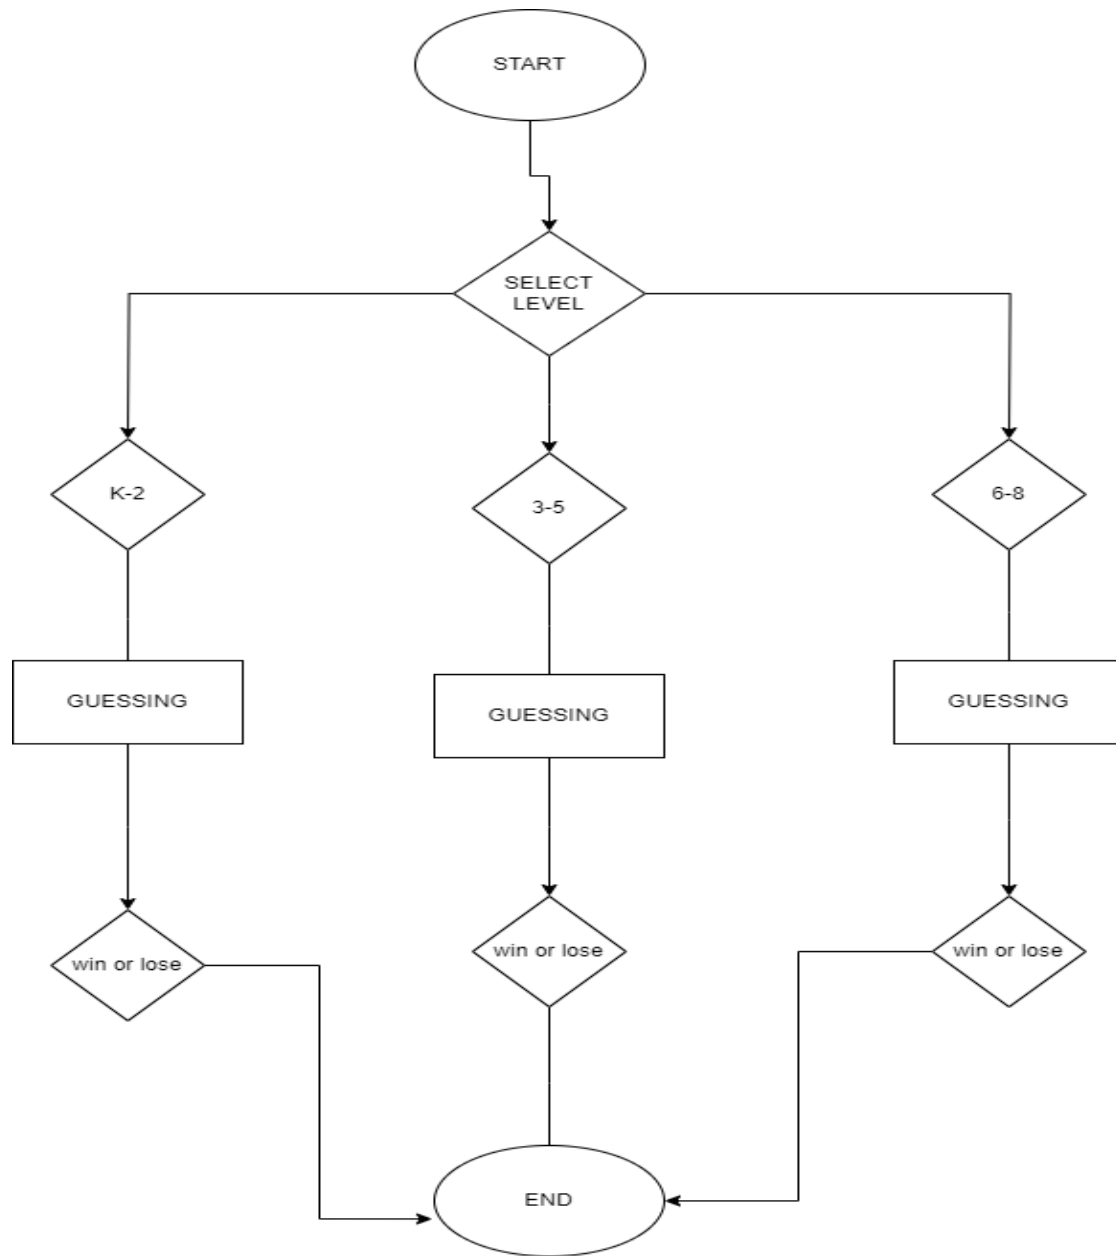 START
SELECT
LEVEL
K-2
3-5
6-8
GUESSING
GUESSING
GUESSING
win or lose
win or lose
win or lose
END